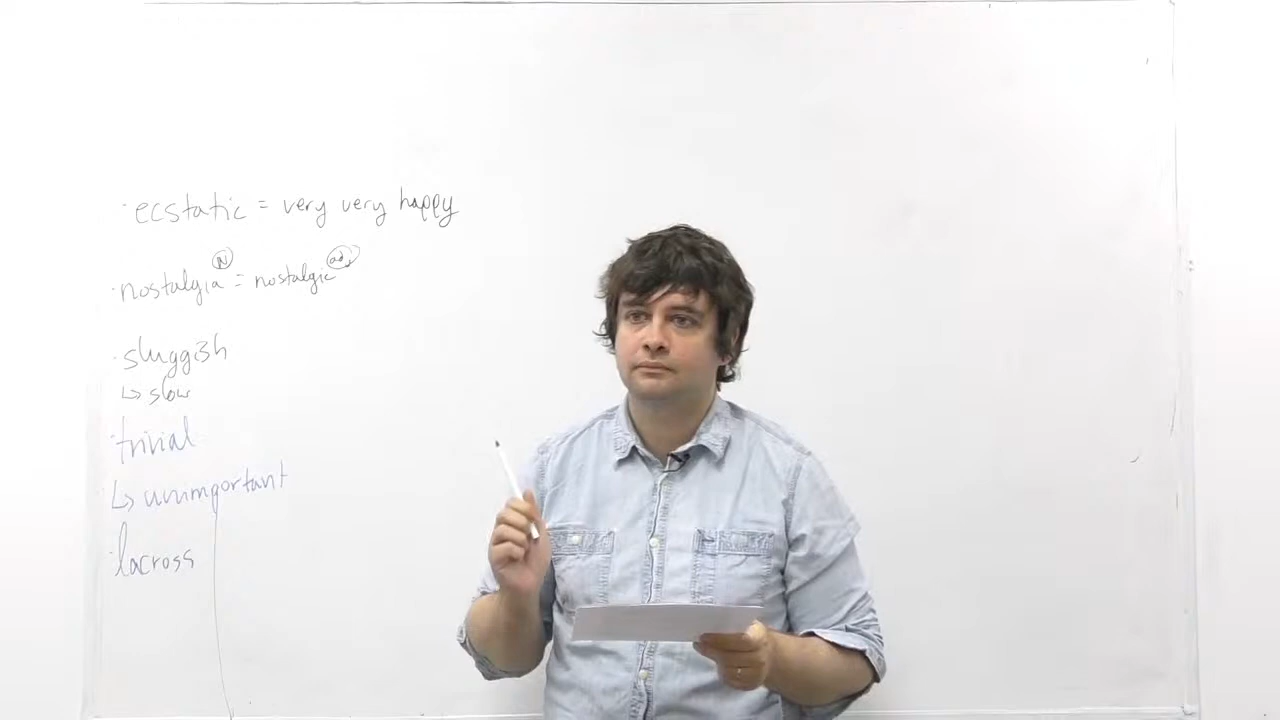 · ecstatic = very very happy
· nostalgia (N) = nostalgic (adj)
· sluggish
↳ slow
· trivial
↳ unimportant
· lacross